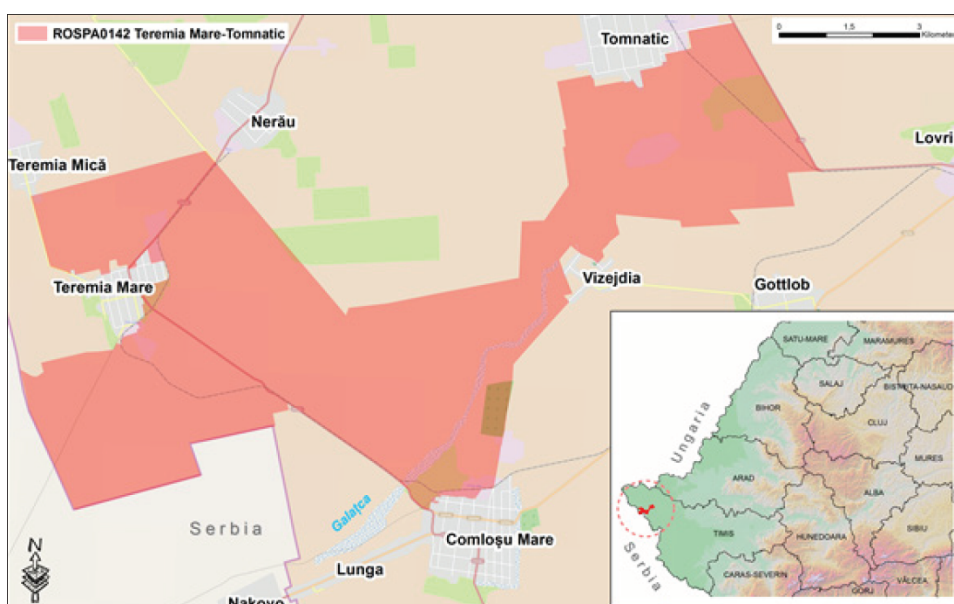 ROSPA0142 Teremia Mare-Tomnatic
0 1,5 3
Kilometer
Tomnatic
Nerău
Lovri
Teremia Mică
Teremia Mare
Vizejdia
Gottlob
Galațca
Serbia
Comloșu Mare
Lunga
Nakovo
N
SATU-MARE
MARAMURES
SALAJ
BISTRITA-NASAUD
BIHOR
CLUJ
Ungaria
MURES
ARAD
ALBA
SIBIU
TIMIS
HUNEDOARA
Serbia
CARAS-SEVERIN
VÂLCEA
GORJ